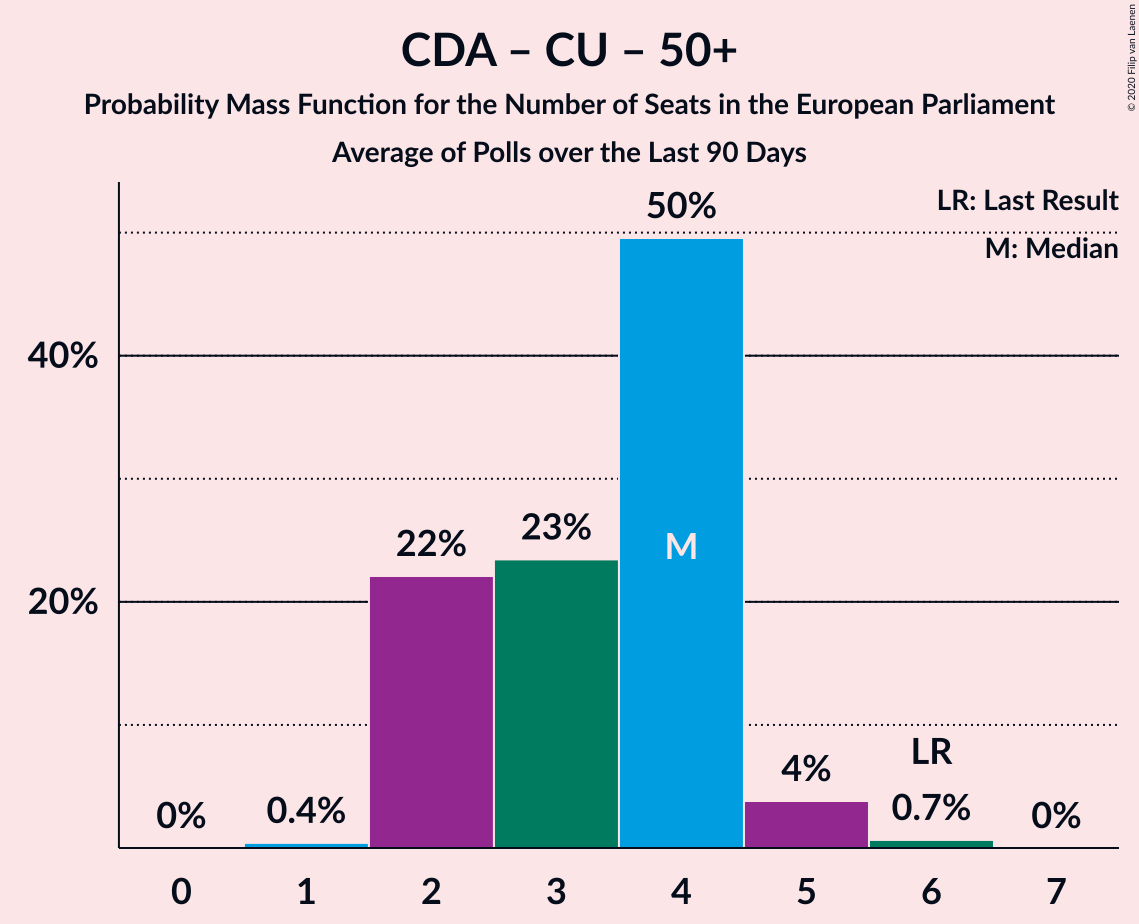 CDA – CU – 50+
Probability Mass Function for the Number of Seats in the European Parliament
Average of Polls over the Last 90 Days
© 2020 Filip van Laenen
LR: Last Result
M: Median
50%
40%
23%
22%
M
20%
LR
4%
0.7%
0.4%
0%
0%
0 1 2 3 4 5 6 7